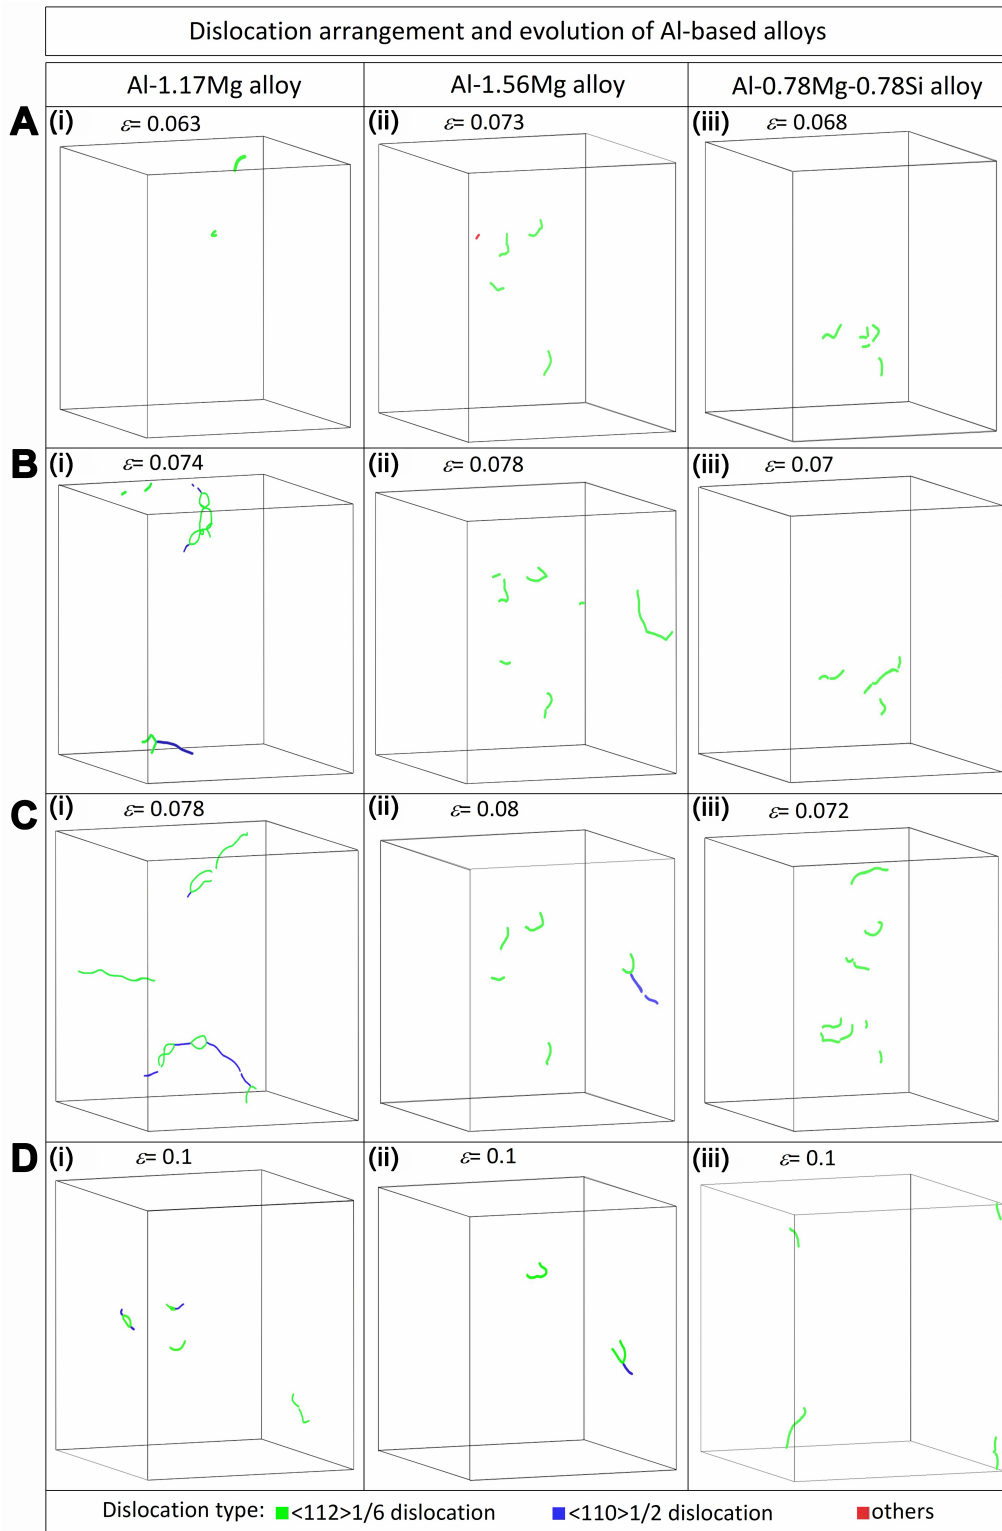 Dislocation arrangement and evolution of Al-based alloys
Al-1.17Mg alloy
Al-1.56Mg alloy
Al-0.78Mg-0.78Si alloy
A
(i) ε= 0.063
(ii) ε= 0.073
(iii) ε= 0.068
B
(i) ε= 0.074
(ii) ε= 0.078
(iii) ε= 0.07
C
(i) ε= 0.078
(ii) ε= 0.08
(iii) ε= 0.072
D
(i) ε= 0.1
(ii) ε= 0.1
(iii) ε= 0.1
Dislocation type: <112>1/6 dislocation <110>1/2 dislocation others